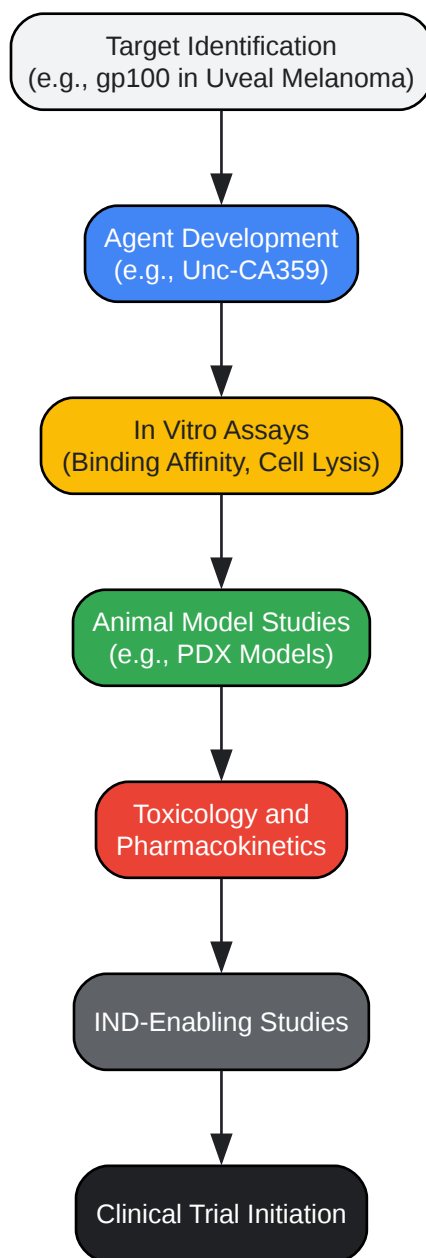 Target Identification
(e.g., gp100 in Uveal Melanoma)
Agent Development
(e.g., Unc-CA359)
In Vitro Assays
(Binding Affinity, Cell Lysis)
Animal Model Studies
(e.g., PDX Models)
Toxicology and
Pharmacokinetics
IND-Enabling Studies
Clinical Trial Initiation